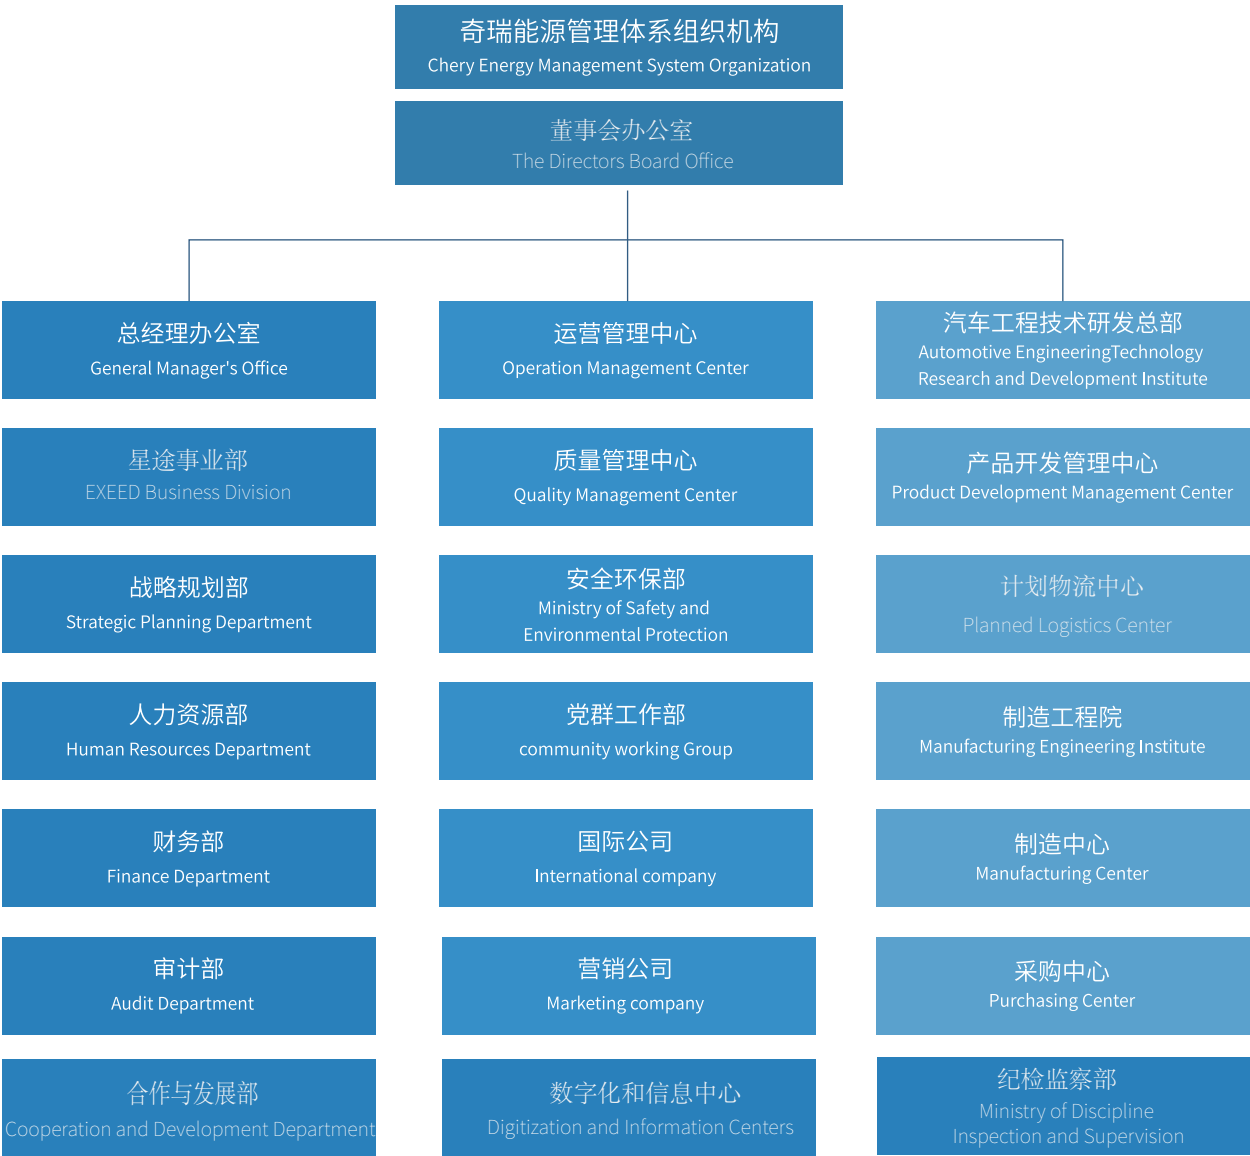 奇瑞能源管理体系组织机构
Chery Energy Management System Organization
董事会办公室
The Directors Board Office
总经理办公室
General Manager's Office
运营管理中心
Operation Management Center
汽车工程技术研发总部
Automotive EngineeringTechnology
Research and Development Institute
星途事业部
EXEED Business Division
质量管理中心
Quality Management Center
产品开发管理中心
Product Development Management Center
战略规划部
Strategic Planning Department
安全环保部
Ministry of Safety and
Environmental Protection
计划物流中心
Planned Logistics Center
人力资源部
Human Resources Department
党群工作部
community working Group
制造工程院
Manufacturing Engineering Institute
财务部
Finance Department
国际公司
International company
制造中心
Manufacturing Center
审计部
Audit Department
营销公司
Marketing company
采购中心
Purchasing Center
合作与发展部
Cooperation and Development Department
数字化和信息中心
Digitization and Information Centers
纪检监察部
Ministry of Discipline
Inspection and Supervision